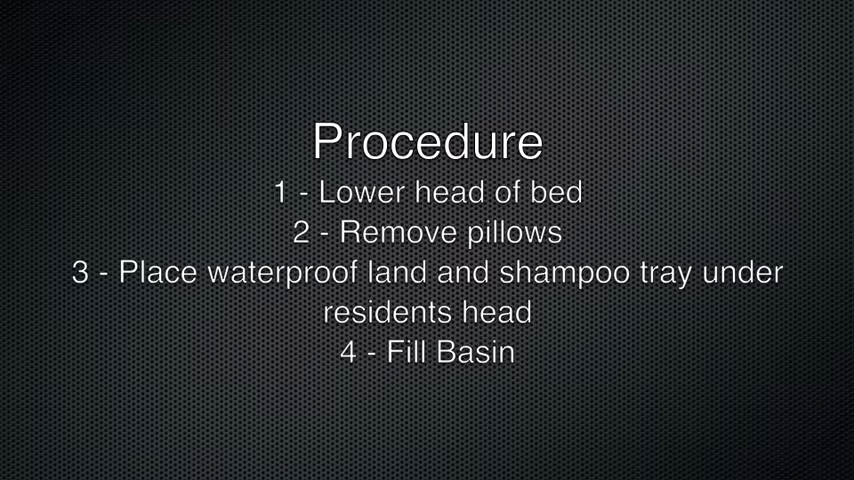 Procedure
1 - Lower head of bed
2 - Remove pillows
3 - Place waterproof land and shampoo tray under
residents head
4 - Fill Basin